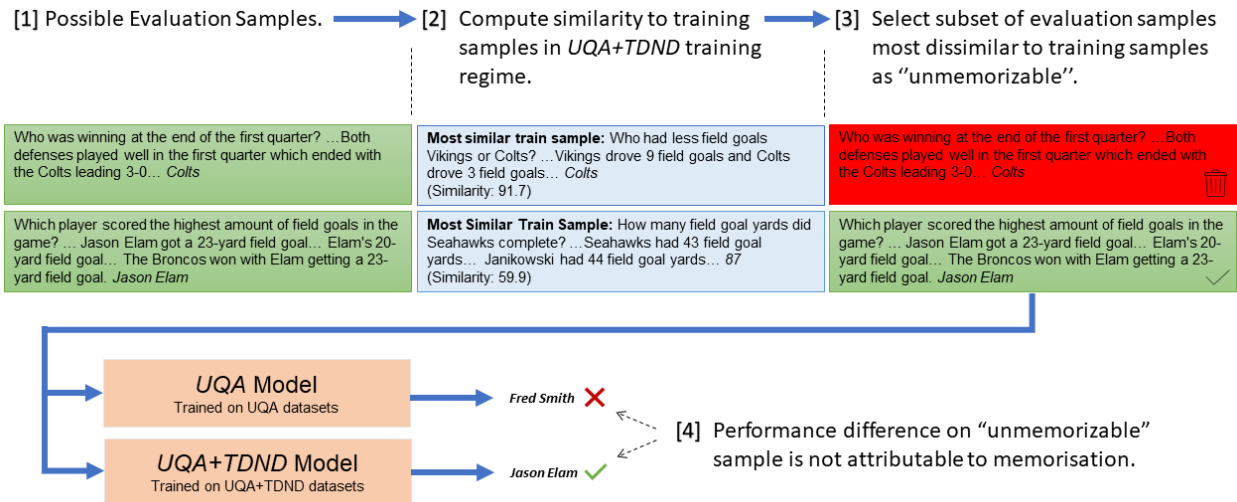 [1] Possible Evaluation Samples.
[2] Compute similarity to training
samples in UQA+TDND training
regime.
[3] Select subset of evaluation samples
most dissimilar to training samples
as ‘‘unmemorizable’’.
Who was winning at the end of the first quarter? …Both
defenses played well in the first quarter which ended with
the Colts leading 3-0… Colts
Most similar train sample: Who had less field goals
Vikings or Colts? …Vikings drove 9 field goals and Colts
drove 3 field goals… Colts
(Similarity: 91.7)
Who was winning at the end of the first quarter? …Both
defenses played well in the first quarter which ended with
the Colts leading 3-0… Colts
Which player scored the highest amount of field goals in the
game? … Jason Elam got a 23-yard field goal… Elam's 20-
yard field goal… The Broncos won with Elam getting a 23-
yard field goal. Jason Elam
Most Similar Train Sample: How many field goal yards did
Seahawks complete? …Seahawks had 43 field goal
yards… Janikowski had 44 field goal yards… 87
(Similarity: 59.9)
Which player scored the highest amount of field goals in the
game? … Jason Elam got a 23-yard field goal… Elam's 20-
yard field goal… The Broncos won with Elam getting a 23-
yard field goal. Jason Elam
UQA Model
Trained on UQA datasets
Fred Smith
UQA+TDND Model
Trained on UQA+TDND datasets
Jason Elam
[4] Performance difference on “unmemorizable”
sample is not attributable to memorisation.